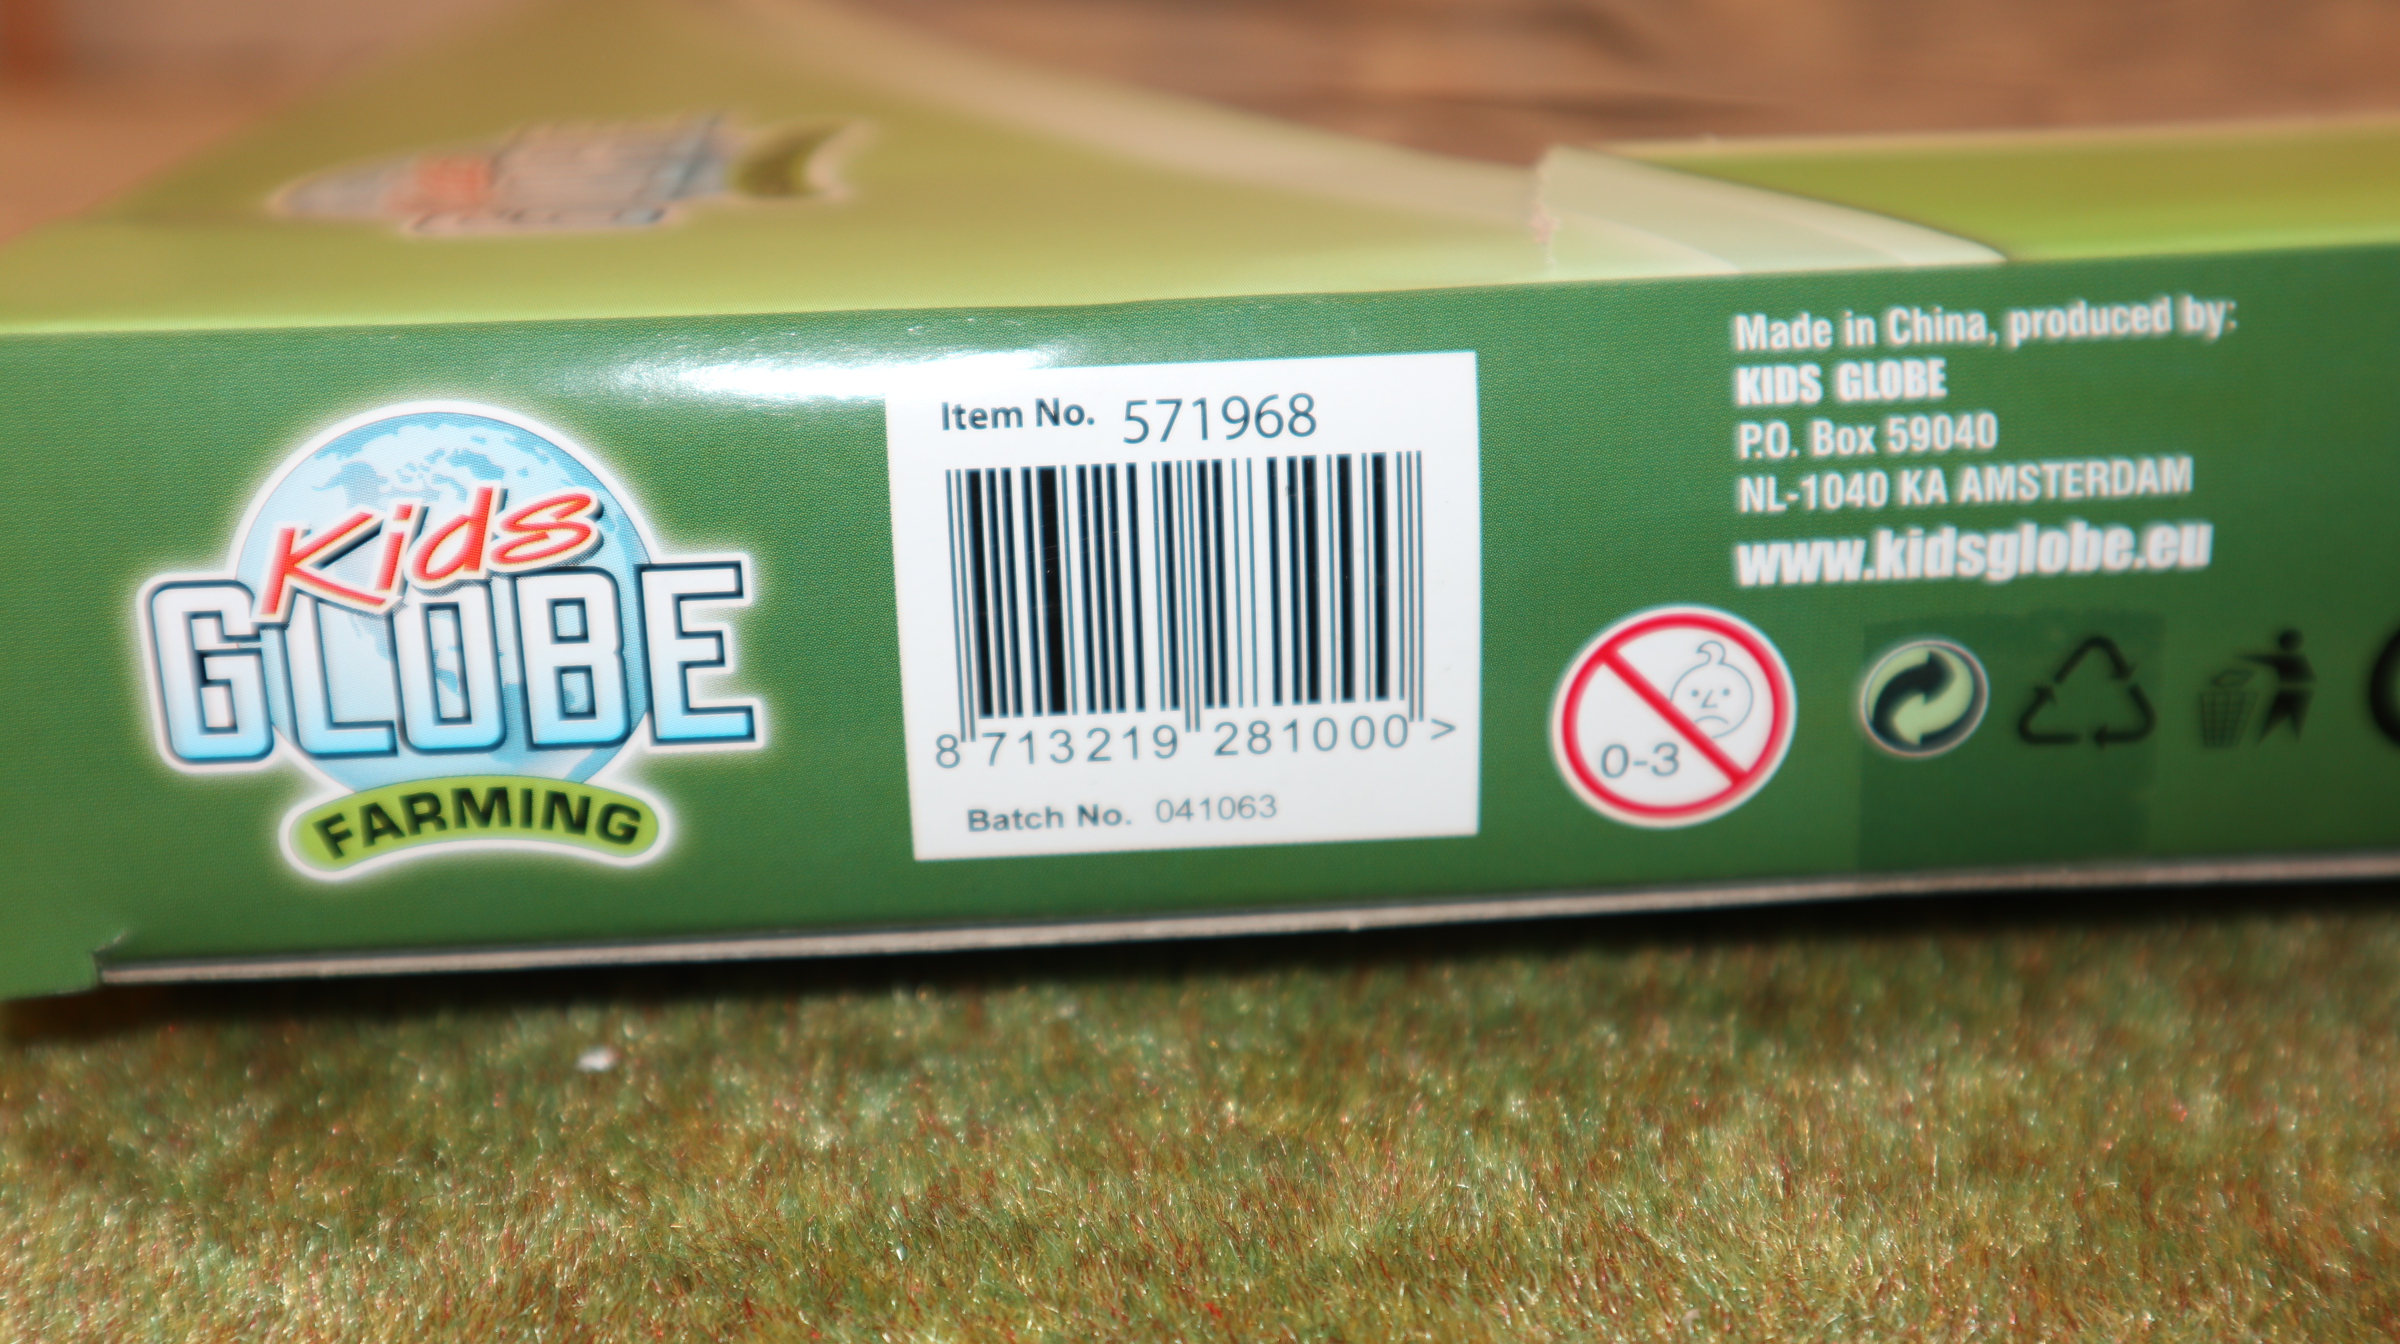 Kids
GLOBE
FARMING
Item No. 571968
8 713219 281000 >
Batch No. 041063
Made in China, produced by:
KIDS GLOBE
P.O. Box 59040
NL-1040 KA AMSTERDAM
www.kidsglobe.eu
0-3